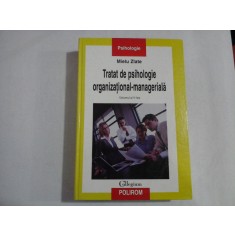 Psihologie
Mielu Zlate
Tratat de psihologie
organizațional-managerială
Collegium
POLIROM